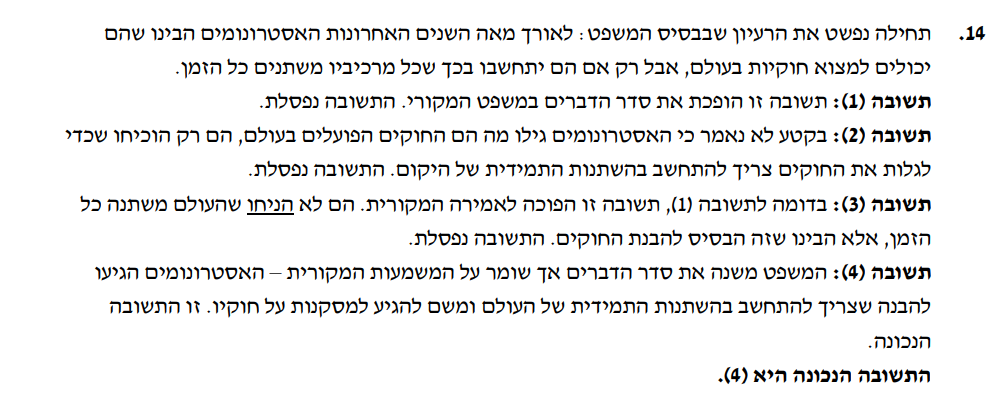 14. תחילה נפשט את הרעיון שבבסיס המשפט: לאורך מאה השנים האחרונות האסטרונומים הבינו שהם
יכולים למצוא חוקיות בעולם, אבל רק אם הם יתחשבו בכך שכל מרכיביו משתנים כל הזמן.
תשובה (1): תשובה זו הופכת את סדר הדברים במשפט המקורי. התשובה נפסלת.
תשובה (2): בקטע לא נאמר כי האסטרונומים גילו מה הם החוקים הפועלים בעולם, הם רק הוכיחו שכדי
לגלות את החוקים צריך להתחשב בהשתנות התמידית של היקום. התשובה נפסלת.
תשובה (3): בדומה לתשובה (1), תשובה זו הפוכה לאמירה המקורית. הם לא הניחו שהעולם משתנה כל
הזמן, אלא הבינו שזה הבסיס להבנת החוקים. התשובה נפסלת.
תשובה (4): המשפט משנה את סדר הדברים אך שומר על המשמעות המקורית – האסטרונומים הגיעו
להבנה שצריך להתחשב בהשתנות התמידית של העולם ומשם להגיע למסקנות על חוקיו. זו התשובה
הנכונה.
התשובה הנכונה היא (4).